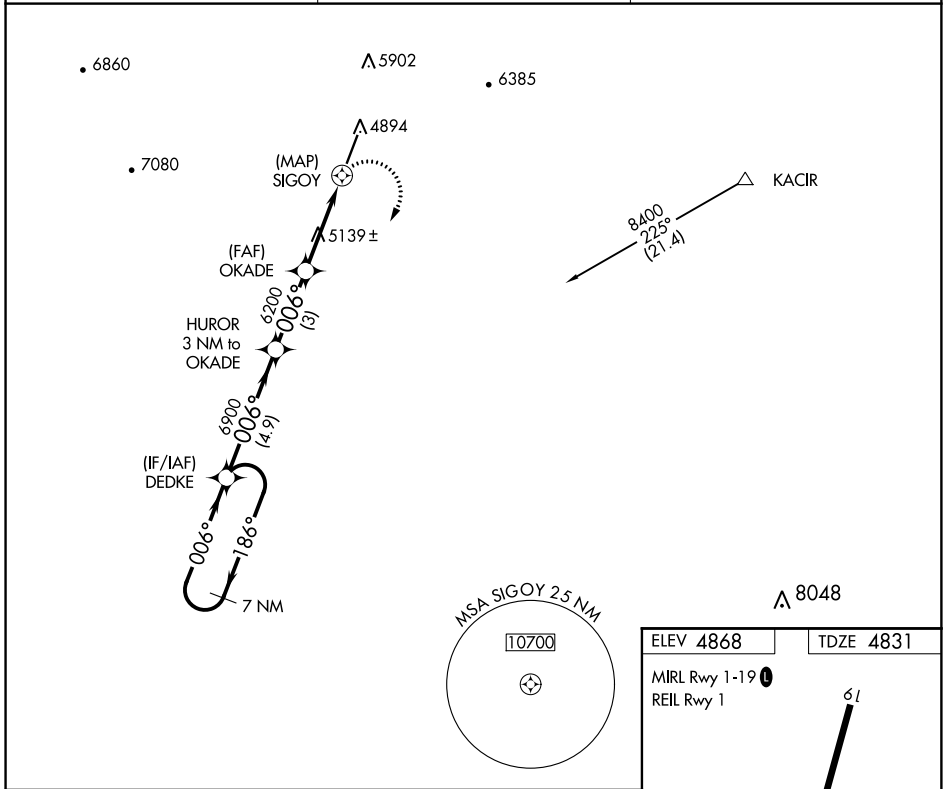 6860
5902
6385
4894
7080
(MAP)
SIGOY
KACIR
8400
225°
(21.4)
5139 ±
(FAF)
OKADE
6200
006°
(3)
HUROR
3 NM to
OKADE
6900
006°
(4.9)
(IF/IAF)
DEDKE
006°
186°
7 NM
MSA SIGOY 25 NM
10700
8048
ELEV 4868
TDZE 4831
MIRL Rwy 1-19 L
REIL Rwy 1
19